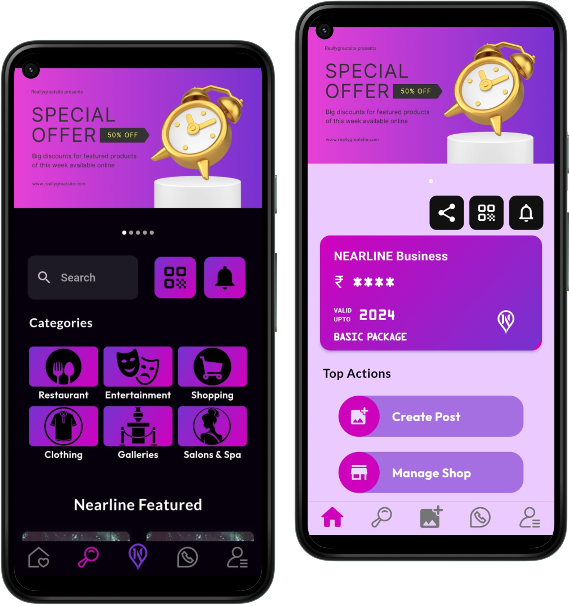 Reallygreatsite presents
SPECIAL
OFFER
50% OFF
Big discounts for featured products
of this week available online
www.reallygreatsite.com
Search
Categories
Restaurant
Entertainment
Shopping
Clothing
Galleries
Salons & Spa
Nearline Featured
Reallygreatsite presents
SPECIAL
OFFER
50% OFF
Big discounts for featured products
of this week available online
www.reallygreatsite.com
NEARLINE Business
₹ ****
VALID
UPTO 2024
BASIC PACKAGE
Top Actions
Create Post
Manage Shop